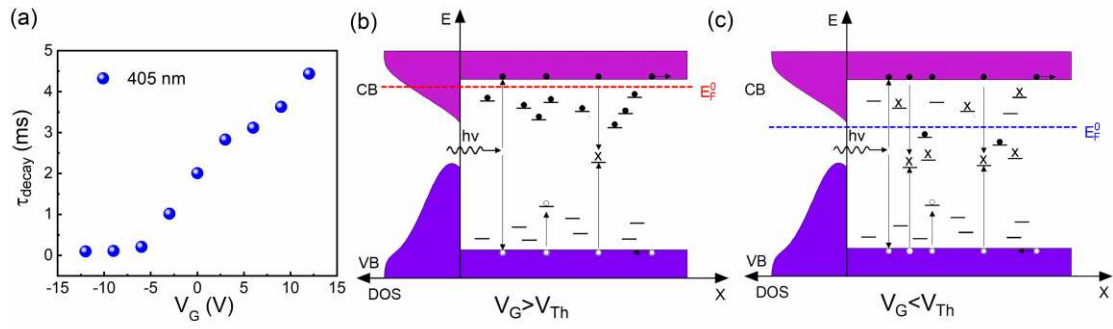 (a)
5
4
3
2
1
0
τdecay (ms)
405 nm
-15
-10
-5
0
5
10
15
VG (V)
(b)
E
CB
E⁰F
hν
X
VB
DOS
X
VG>VTh
(c)
E
CB
X
X
E⁰F
hν
X
X
X
X
X
VB
DOS
X
VG<VTh